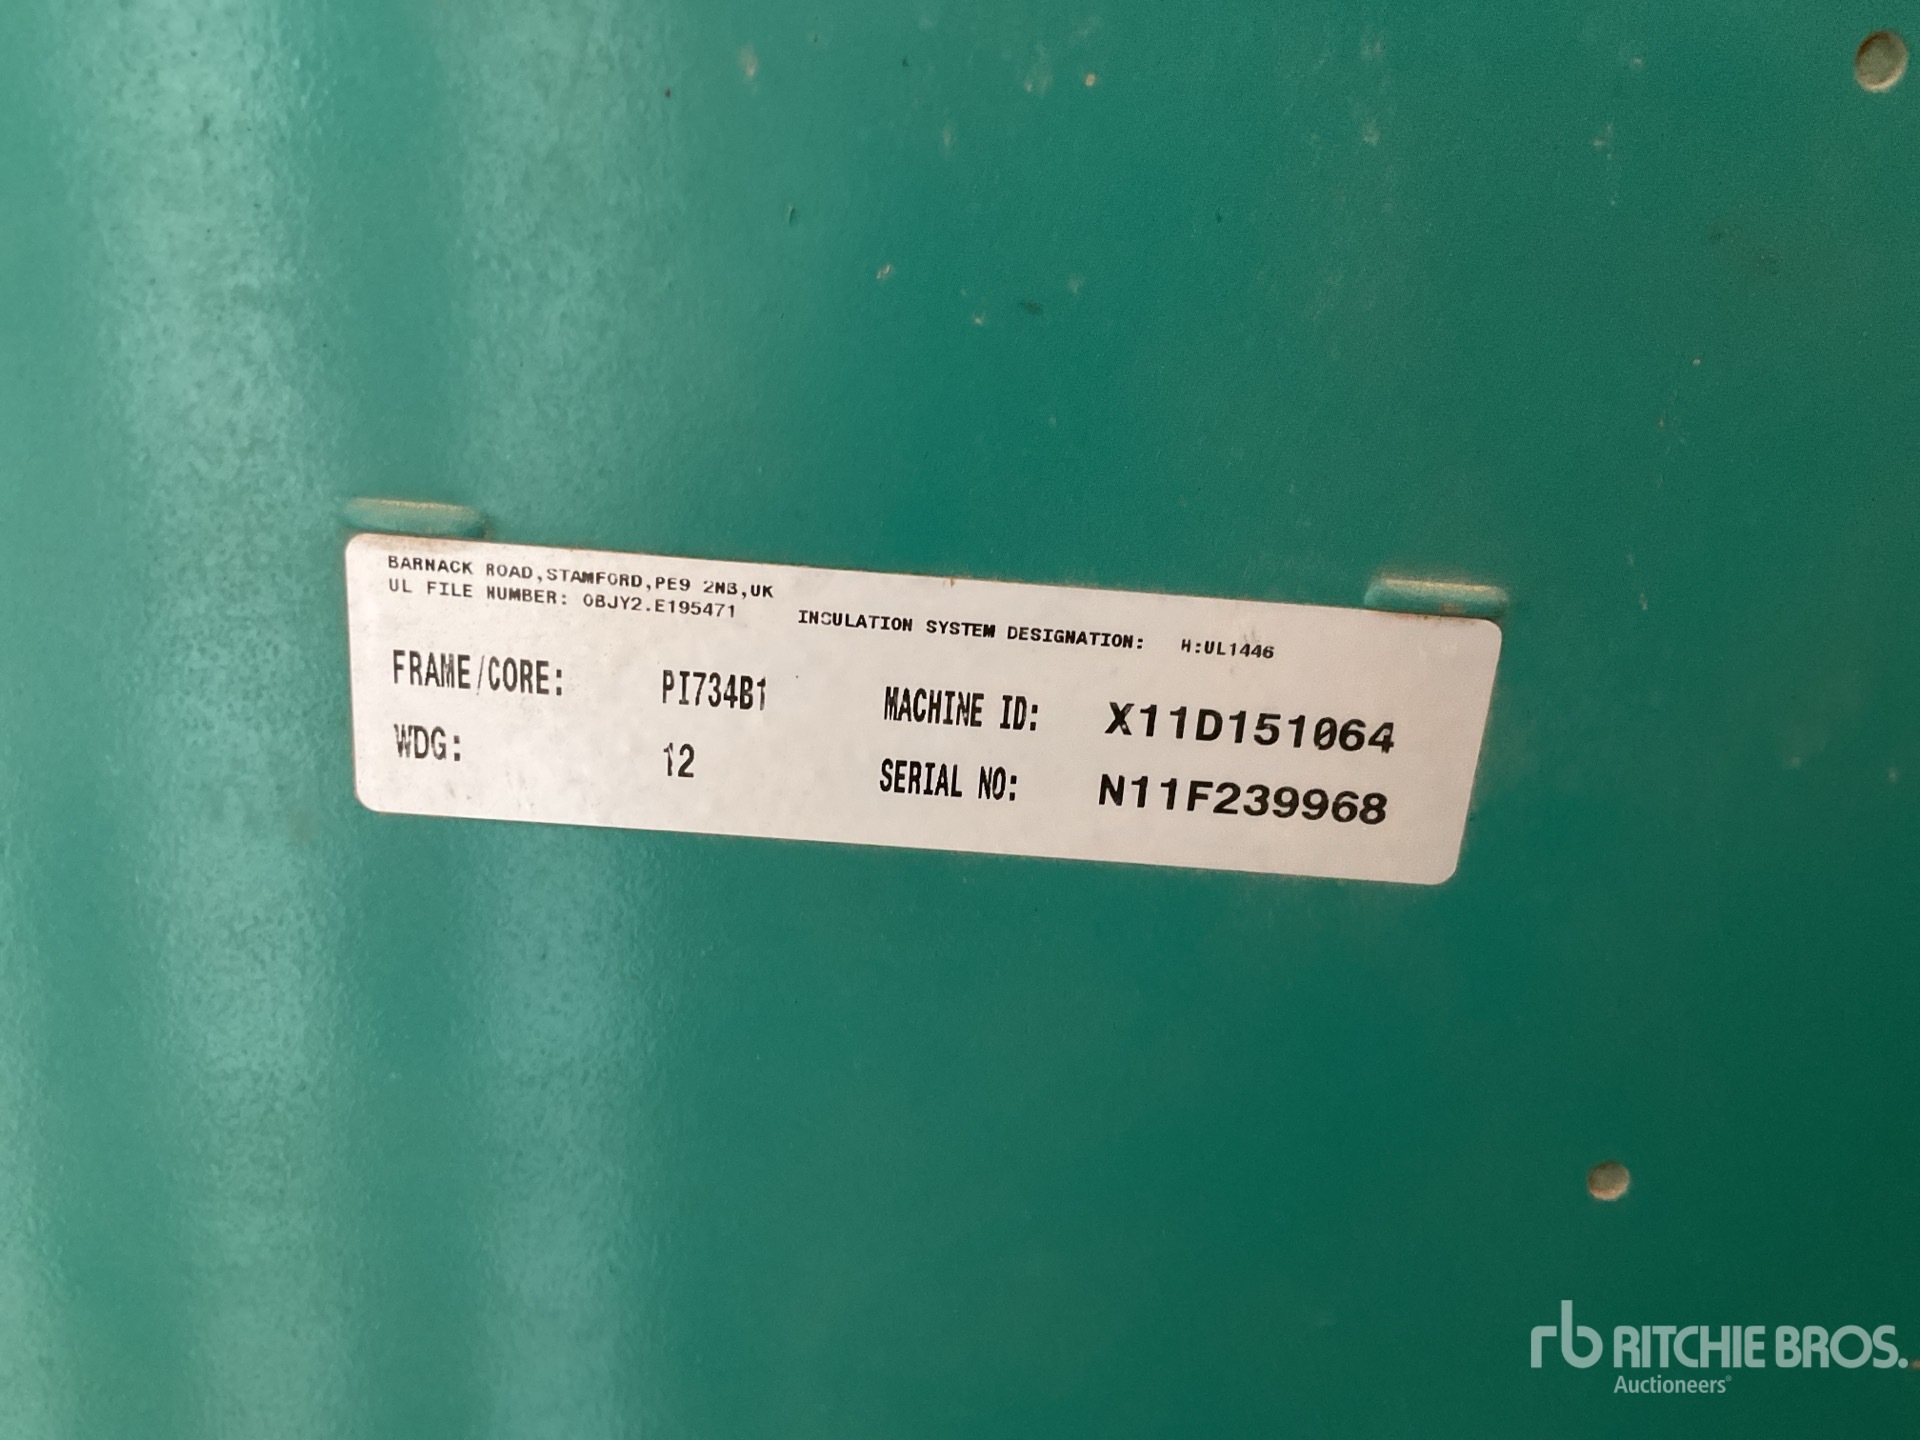 BARNACK ROAD,STAMFORD,PE9 2NB,UK
UL FILE NUMBER: OBJY2.E195471 INSULATION SYSTEM DESIGNATION: H:UL1446
FRAME/CORE: PI734B1 MACHINE ID: X11D151064
WDG: 12 SERIAL NO: N11F239968
rb RITCHIE BROS.
Auctioneers®